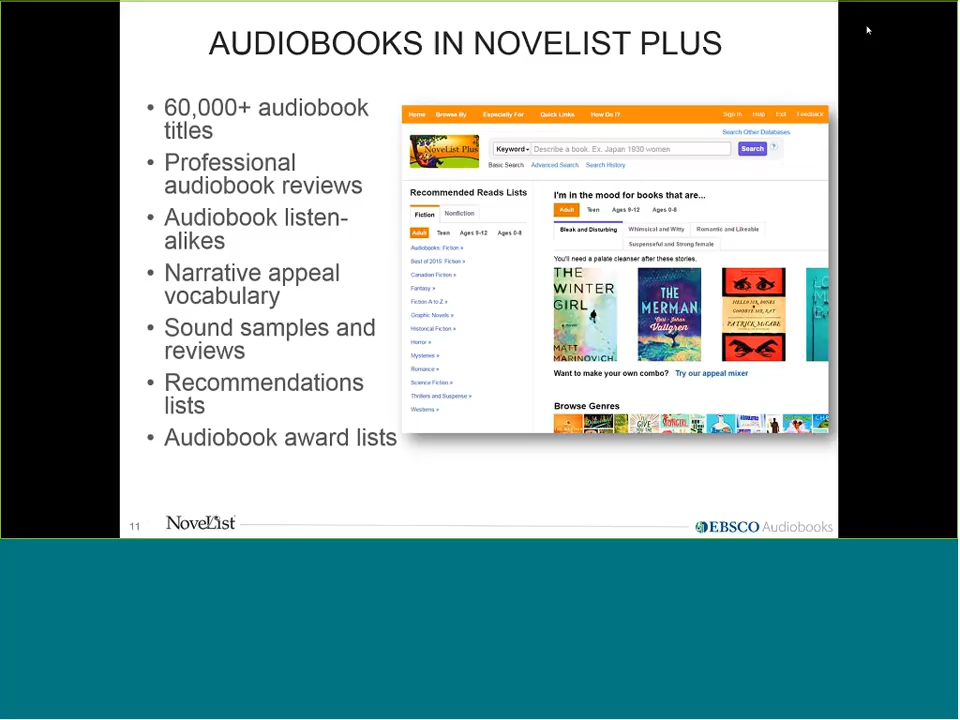 AUDIOBOOKS IN NOVELIST PLUS
• 60,000+ audiobook
titles
• Professional
audiobook reviews
• Audiobook listen-
alikes
• Narrative appeal
vocabulary
• Sound samples and
reviews
• Recommendations
lists
• Audiobook award lists
Home Browse By Especially For Quick Links How Do I? Sign In Help Exit Feedback
Search Other Databases
NoveList Plus
Keyword Describe a book. Ex. Japan 1930 women Search ?
Basic Search Advanced Search Search History
Recommended Reads Lists
Fiction Nonfiction
Adult Teen Ages 9-12 Ages 0-8
Audiobooks: Fiction »
Best of 2015: Fiction »
Canadian Fiction »
Fantasy »
Fiction A to Z »
Graphic Novels »
Historical Fiction »
Horror »
Mysteries »
Romance »
Science Fiction »
Thrillers and Suspense »
Westerns »
I'm in the mood for books that are...
Adult Teen Ages 9-12 Ages 0-8
Bleak and Disturbing Whimsical and Witty Romantic and Likeable
Suspenseful and Strong female
You'll need a palate cleanser after these stories.
THE
WINTER
GIRL
a novel
MATT
MARINOVICH
THE
MERMAN
Carl-Johan
Vallgren
HELLO MR. BONES
GOODBYE MR. RAT
PATRICK McCABE
Want to make your own combo? Try our appeal mixer
Browse Genres
11
NoveList
EBSCO Audiobooks